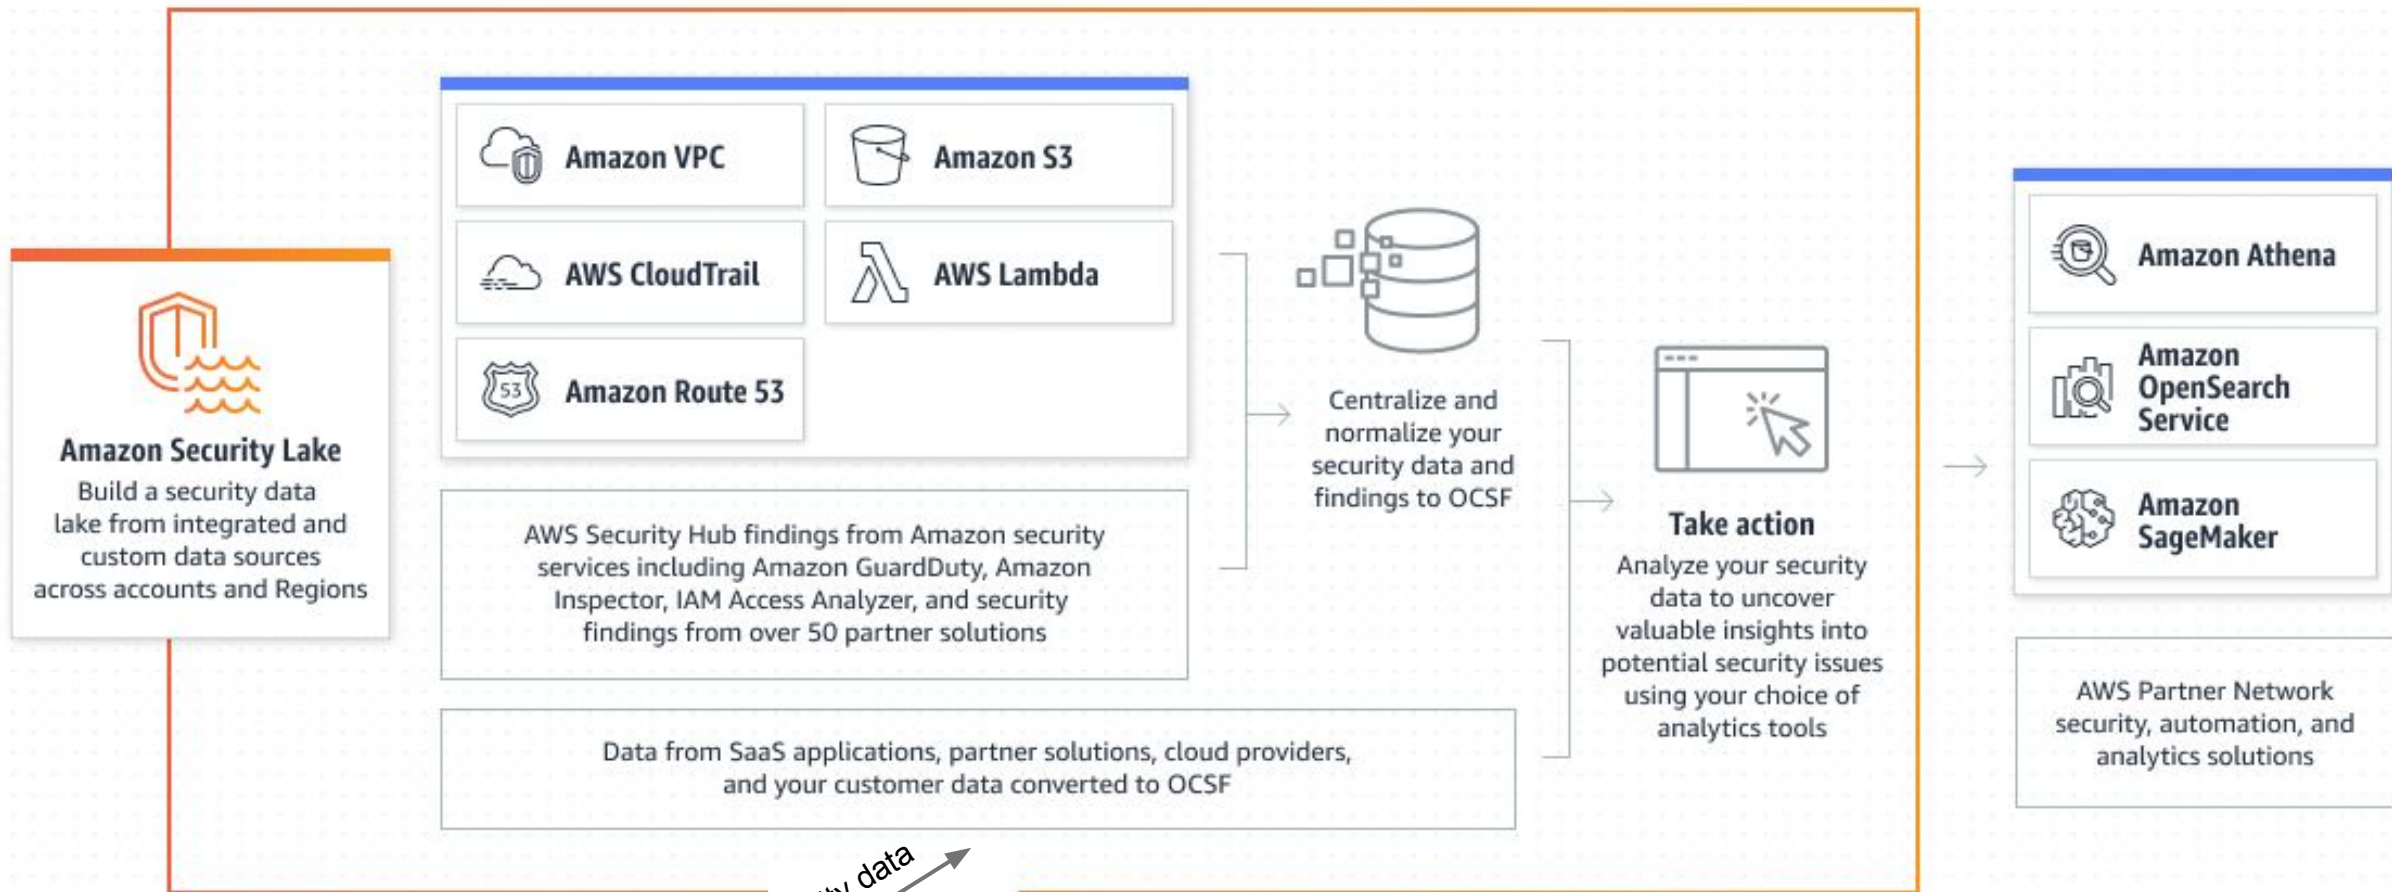 Amazon Security Lake
Build a security data
lake from integrated and
custom data sources
across accounts and Regions
Amazon VPC
Amazon S3
AWS CloudTrail
AWS Lambda
53
Amazon Route 53
AWS Security Hub findings from Amazon security
services including Amazon GuardDuty, Amazon
Inspector, IAM Access Analyzer, and security
findings from over 50 partner solutions
Data from SaaS applications, partner solutions, cloud providers,
and your customer data converted to OCSF
Centralize and
normalize your
security data and
findings to OCSF
Take action
Analyze your security
data to uncover
valuable insights into
potential security issues
using your choice of
analytics tools
Amazon Athena
Amazon
OpenSearch
Service
Amazon
SageMaker
AWS Partner Network
security, automation, and
analytics solutions
data